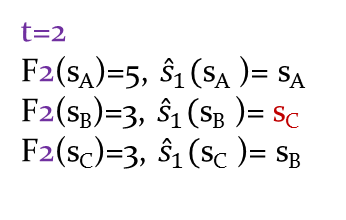 t=2
F2(sA)=5, ŝ1(sA )= sA
F2(sB)=3, ŝ1(sB )= sC
F2(sC)=3, ŝ1(sC )= sB